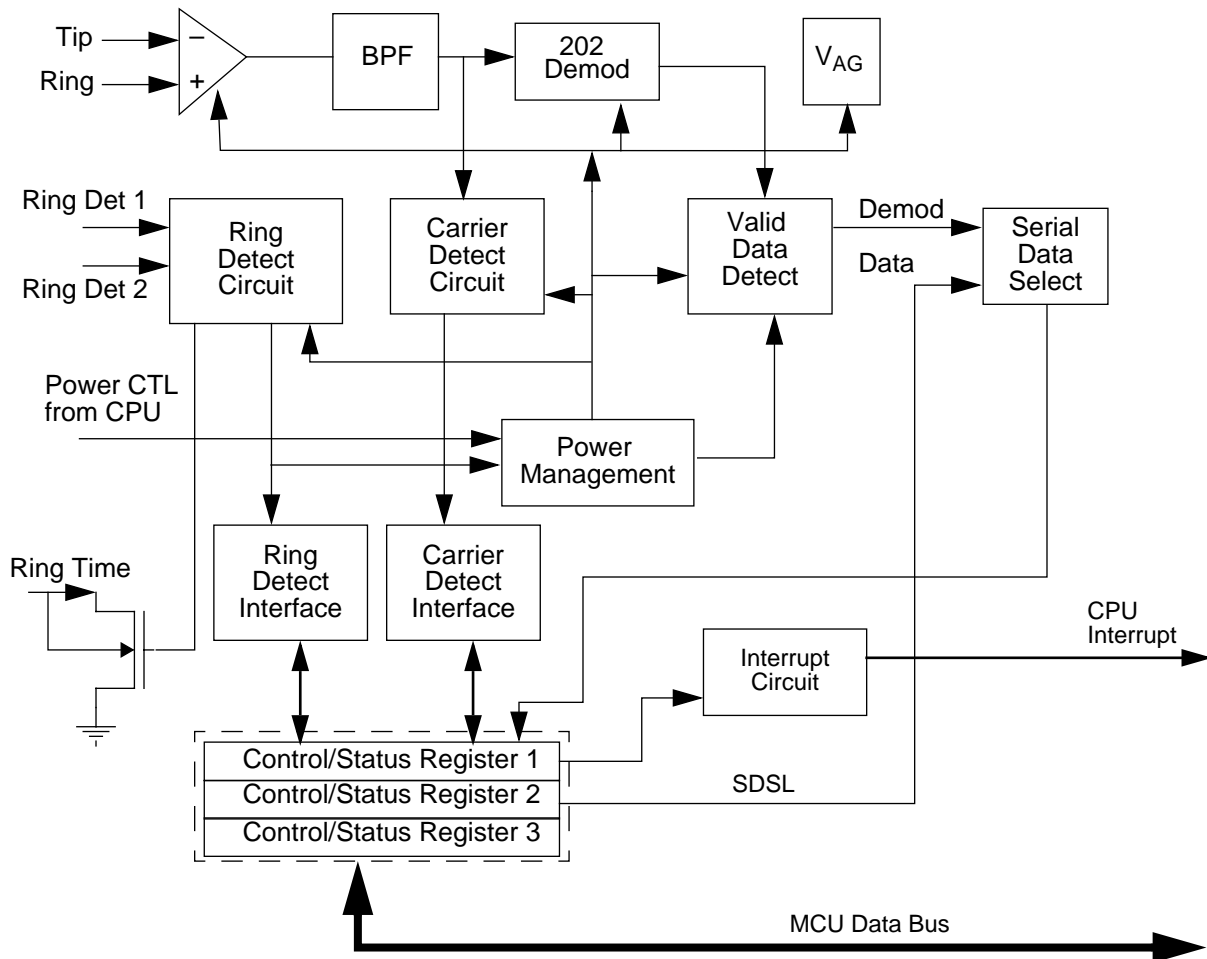 Tip
Ring
−
+
BPF
202
Demod
VAG
Ring Det 1
Ring Det 2
Ring
Detect
Circuit
Carrier
Detect
Circuit
Valid
Data
Detect
Demod
Data
Serial
Data
Select
Power CTL
from CPU
Power
Management
Ring Time
Ring
Detect
Interface
Carrier
Detect
Interface
Interrupt
Circuit
CPU
Interrupt
Control/Status Register 1
Control/Status Register 2
Control/Status Register 3
SDSL
MCU Data Bus